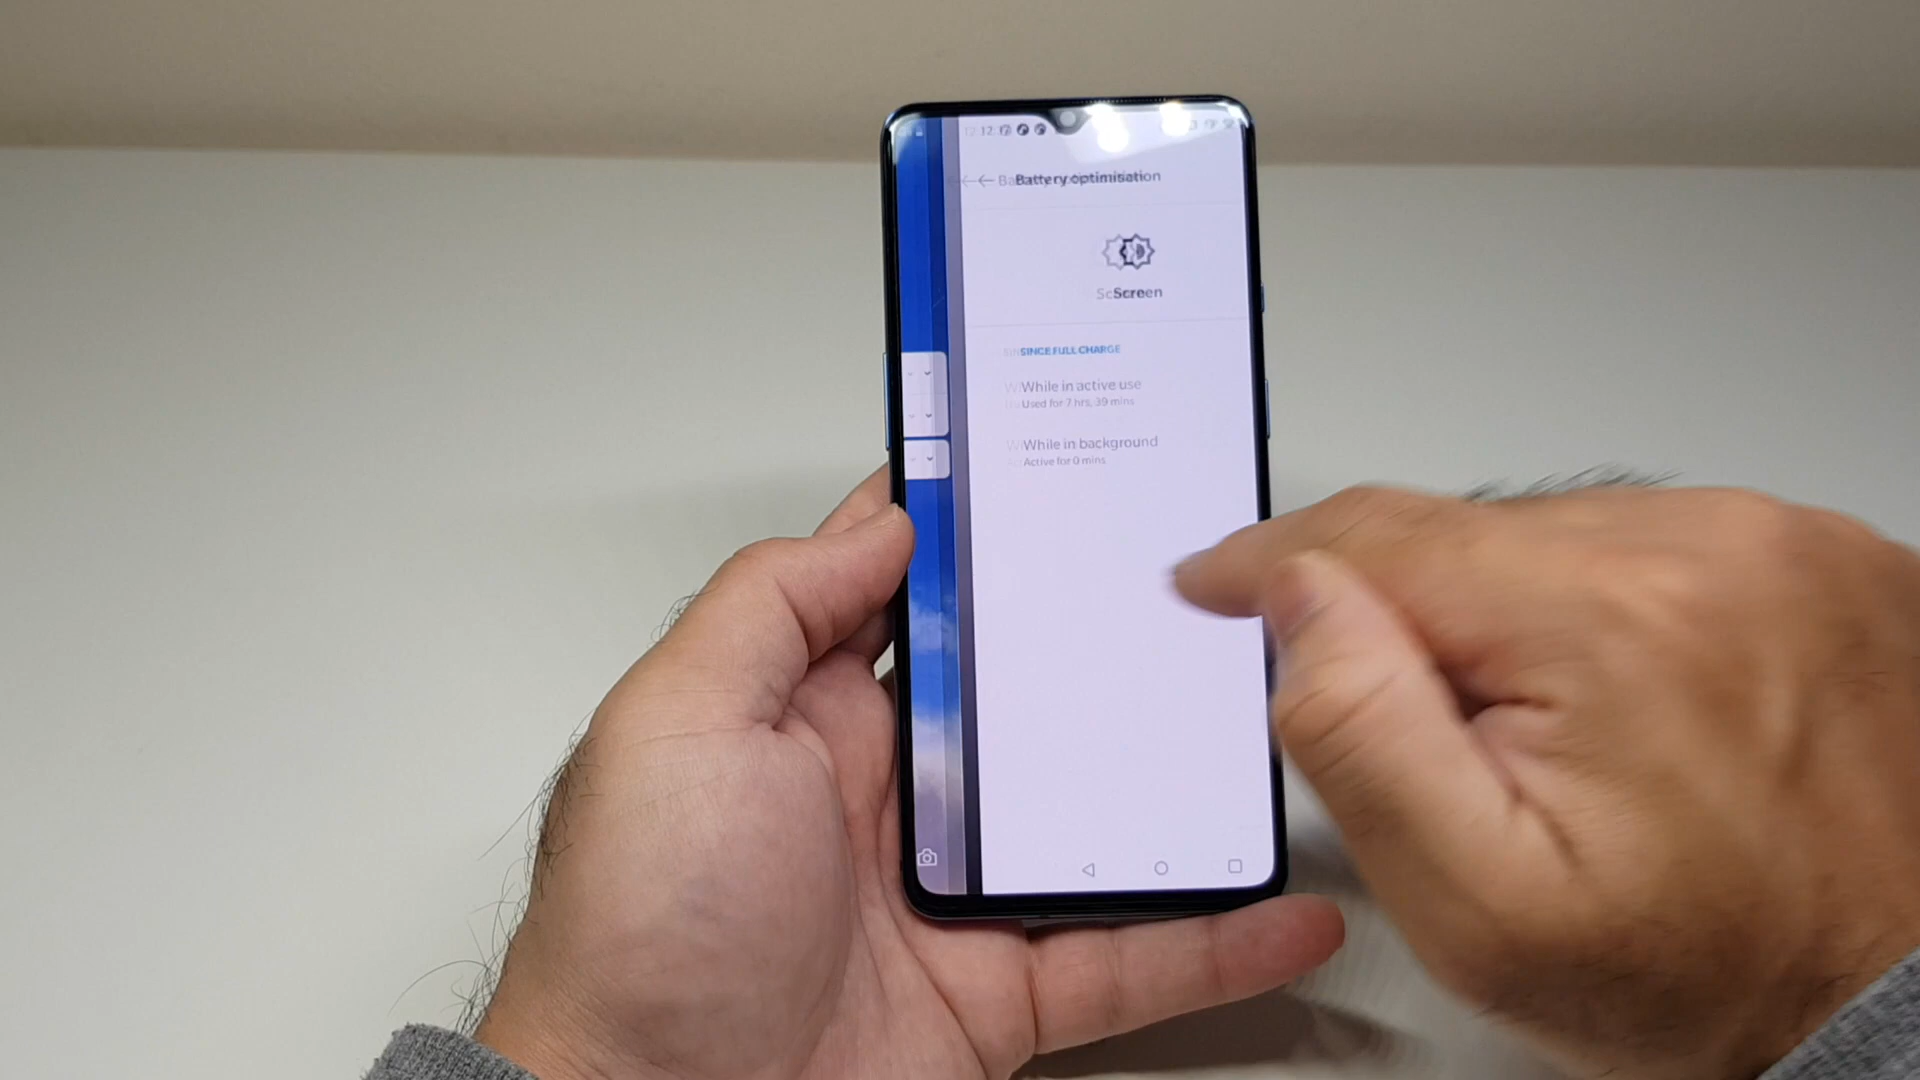 12:12
Battery optimisation
Screen
SINCE FULL CHARGE
While in active use
Used for 7 hrs, 39 mins
While in background
Active for 0 mins